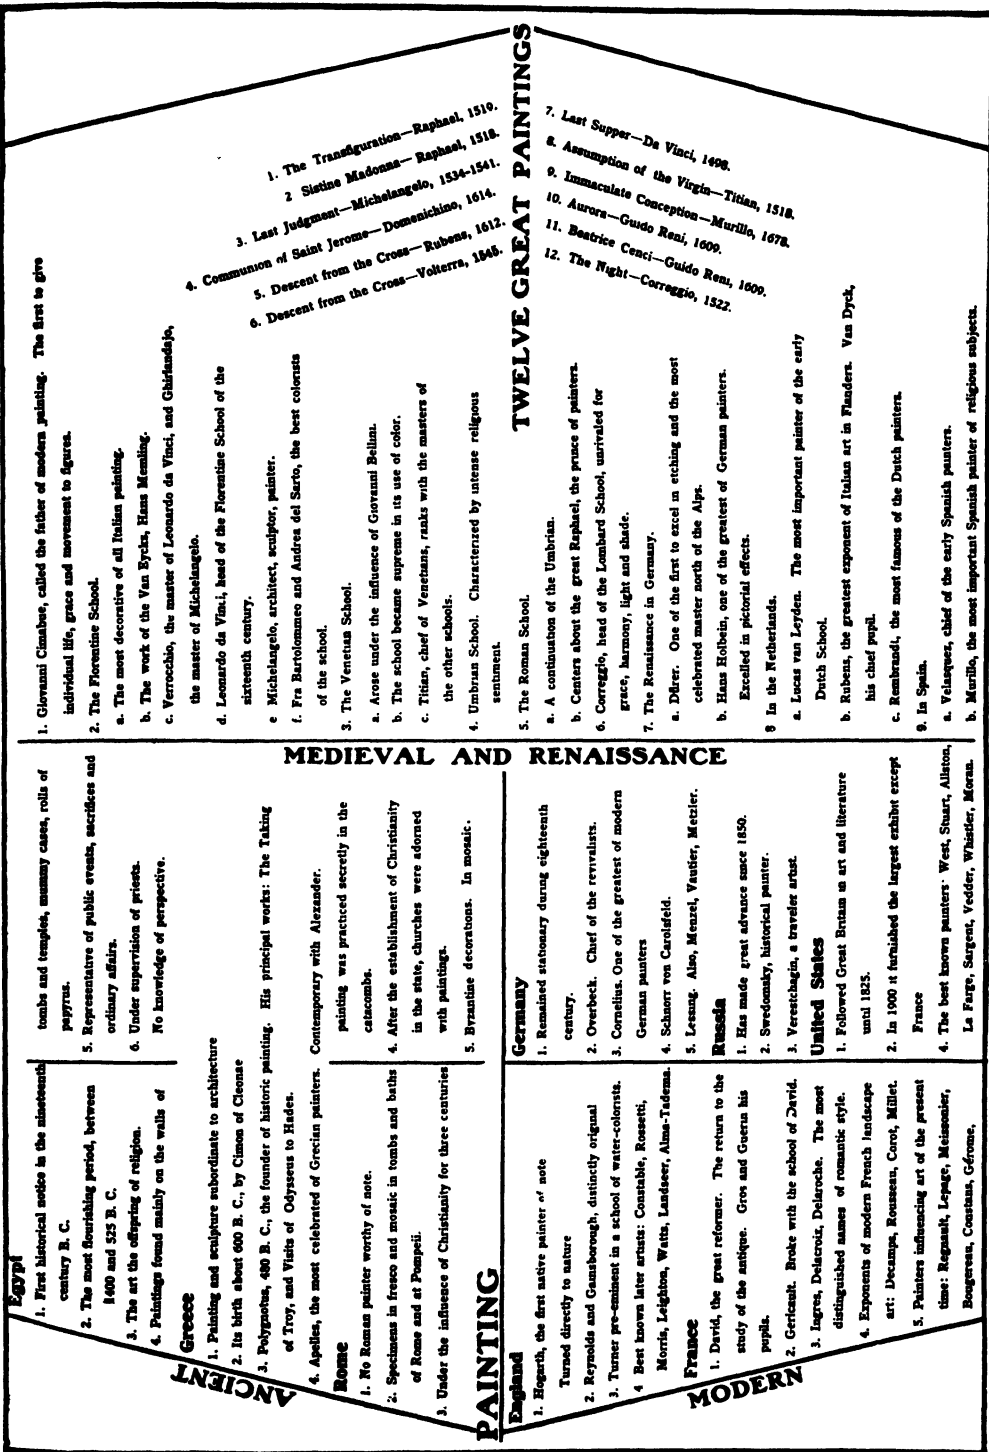 PAINTING
ANCIENT
Egypt
1. First historical notice in the nineteenth
century B. C.
2. The most flourishing period, between
1400 and 525 B. C.
3. The art the offspring of religion.
4. Paintings found mainly on the walls of
tombs and temples, mummy cases, rolls of
papyrus.
5. Representative of public events, sacrifices and
ordinary affairs.
6. Under supervision of priests.
No knowledge of perspective.
Greece
1. Painting and sculpture subordinate to architecture
2. Its birth about 600 B. C., by Cimon of Cleonae
3. Polygnotus, 480 B. C., the founder of historic painting. His principal works: The Taking
of Troy, and Visits of Odysseus to Hades.
4. Apelles, the most celebrated of Grecian painters. Contemporary with Alexander.
Rome
1. No Roman painter worthy of note.
2. Specimens in fresco and mosaic in tombs and baths
of Rome and at Pompeii.
3. Under the influence of Christianity for three centuries
painting was practiced secretly in the
catacombs.
4. After the establishment of Christianity
in the state, churches were adorned
with paintings.
5. Byzantine decorations. In mosaic.
MODERN
England
1. Hogarth, the first native painter of note
Turned directly to nature
2. Reynolds and Gainsborough, distinctly original
3. Turner pre-eminent in a school of water-colorists.
4 Best known later artists: Constable, Rossetti,
Morris, Leighton, Watts, Landseer, Alma-Tadema.
France
1. David, the great reformer. The return to the
study of the antique. Gros and Guerin his
pupils.
2. Gericault. Broke with the school of David.
3. Ingres, Delacroix, Delaroche. The most
distinguished names of romantic style.
4. Exponents of modern French landscape
art: Decamps, Rousseau, Corot, Millet.
5. Painters influencing art of the present
time: Regnault, Lepage, Meissonier,
Bougereau, Constans, Gérome,
Germany
1. Remained stationary during eighteenth
century.
2. Overbeck. Chief of the revivalists.
3. Cornelius. One of the greatest of modern
German painters
4. Schnorr von Carolsfeld.
5. Lessing. Also, Menzel, Vautier, Metzler.
Russia
1. Has made great advance since 1850.
2. Swedomsky, historical painter.
3. Verestchagin, a traveler artist.
United States
1. Followed Great Britain in art and literature
until 1825.
2. In 1900 it furnished the largest exhibit except
France
4. The best known painters: West, Stuart, Allston,
La Farge, Sargent, Vedder, Whistler, Moran.
MEDIEVAL AND RENAISSANCE
1. Giovanni Cimabue, called the father of modern painting. The first to give
individual life, grace and movement to figures.
2. The Florentine School.
a. The most decorative of all Italian painting.
b. The work of the Van Eycks, Hans Memling.
c. Verrocchio, the master of Leonardo da Vinci, and Ghirlandajo,
the master of Michelangelo.
d. Leonardo da Vinci, head of the Florentine School of the
sixteenth century.
e Michelangelo, architect, sculptor, painter.
f. Fra Bartolommeo and Andrea del Sarto, the best colorists
of the school.
3. The Venetian School.
a. Arose under the influence of Giovanni Bellini.
b. The school became supreme in its use of color.
c. Titian, chief of Venetians, ranks with the masters of
the other schools.
4. Umbrian School. Characterized by intense religious
sentiment.
5. The Roman School.
a. A continuation of the Umbrian.
b. Centers about the great Raphael, the prince of painters.
6. Correggio, head of the Lombard School, unrivaled for
grace, harmony, light and shade.
7. The Renaissance in Germany.
a. Dürer. One of the first to excel in etching and the most
celebrated master north of the Alps.
b. Hans Holbein, one of the greatest of German painters.
Excelled in pictorial effects.
8 In the Netherlands.
a. Lucas van Leyden. The most important painter of the early
Dutch School.
b. Rubens, the greatest exponent of Italian art in Flanders. Van Dyck,
his chief pupil.
c. Rembrandt, the most famous of the Dutch painters.
9. In Spain.
a. Velasquez, chief of the early Spanish painters.
b. Murillo, the most important Spanish painter of religious subjects.
TWELVE GREAT PAINTINGS
1. The Transfiguration—Raphael, 1510.
2 Sistine Madonna—Raphael, 1518.
3. Last Judgment—Michelangelo, 1534-1541.
4. Communion of Saint Jerome—Domenichino, 1614.
5. Descent from the Cross—Rubens, 1612.
6. Descent from the Cross—Volterra,
7. Last Supper—Da Vinci, 1498.
8. Assumption of the Virgin—Titian, 1518.
9. Immaculate Conception—Murillo, 1678.
10. Aurora—Guido Reni, 1609.
11. Beatrice Cenci—Guido Reni, 1609.
12. The Night—Correggio, 1522.